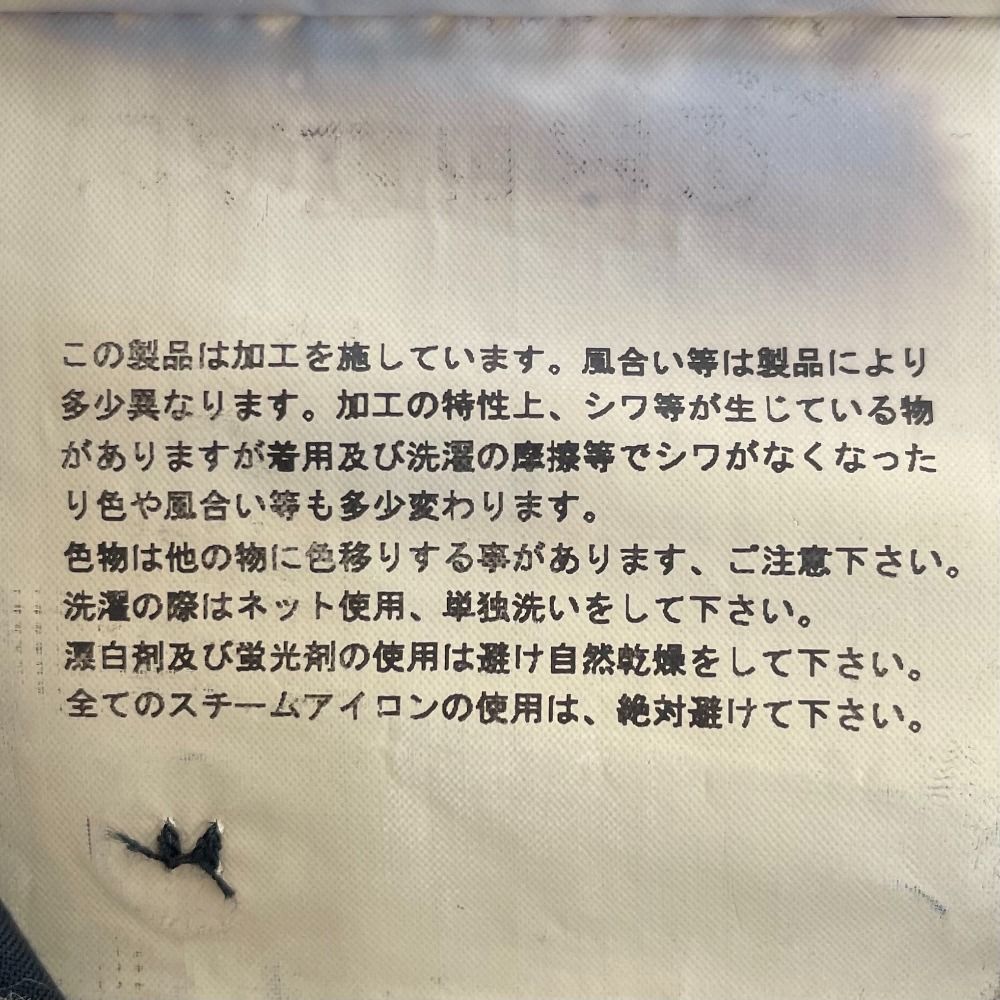 この製品は加工を施しています。風合い等は製品により
多少異なります。加工の特性上、シワ等が生じている物
がありますが着用及び洗濯の摩擦等でシワがなくなった
り色や風合い等も多少変わります。
色物は他の物に色移りする事があります、ご注意下さい。
洗濯の際はネット使用、単独洗いをして下さい。
漂白剤及び蛍光剤の使用は避け自然乾燥をして下さい。
全てのスチームアイロンの使用は、絶対避けて下さい。